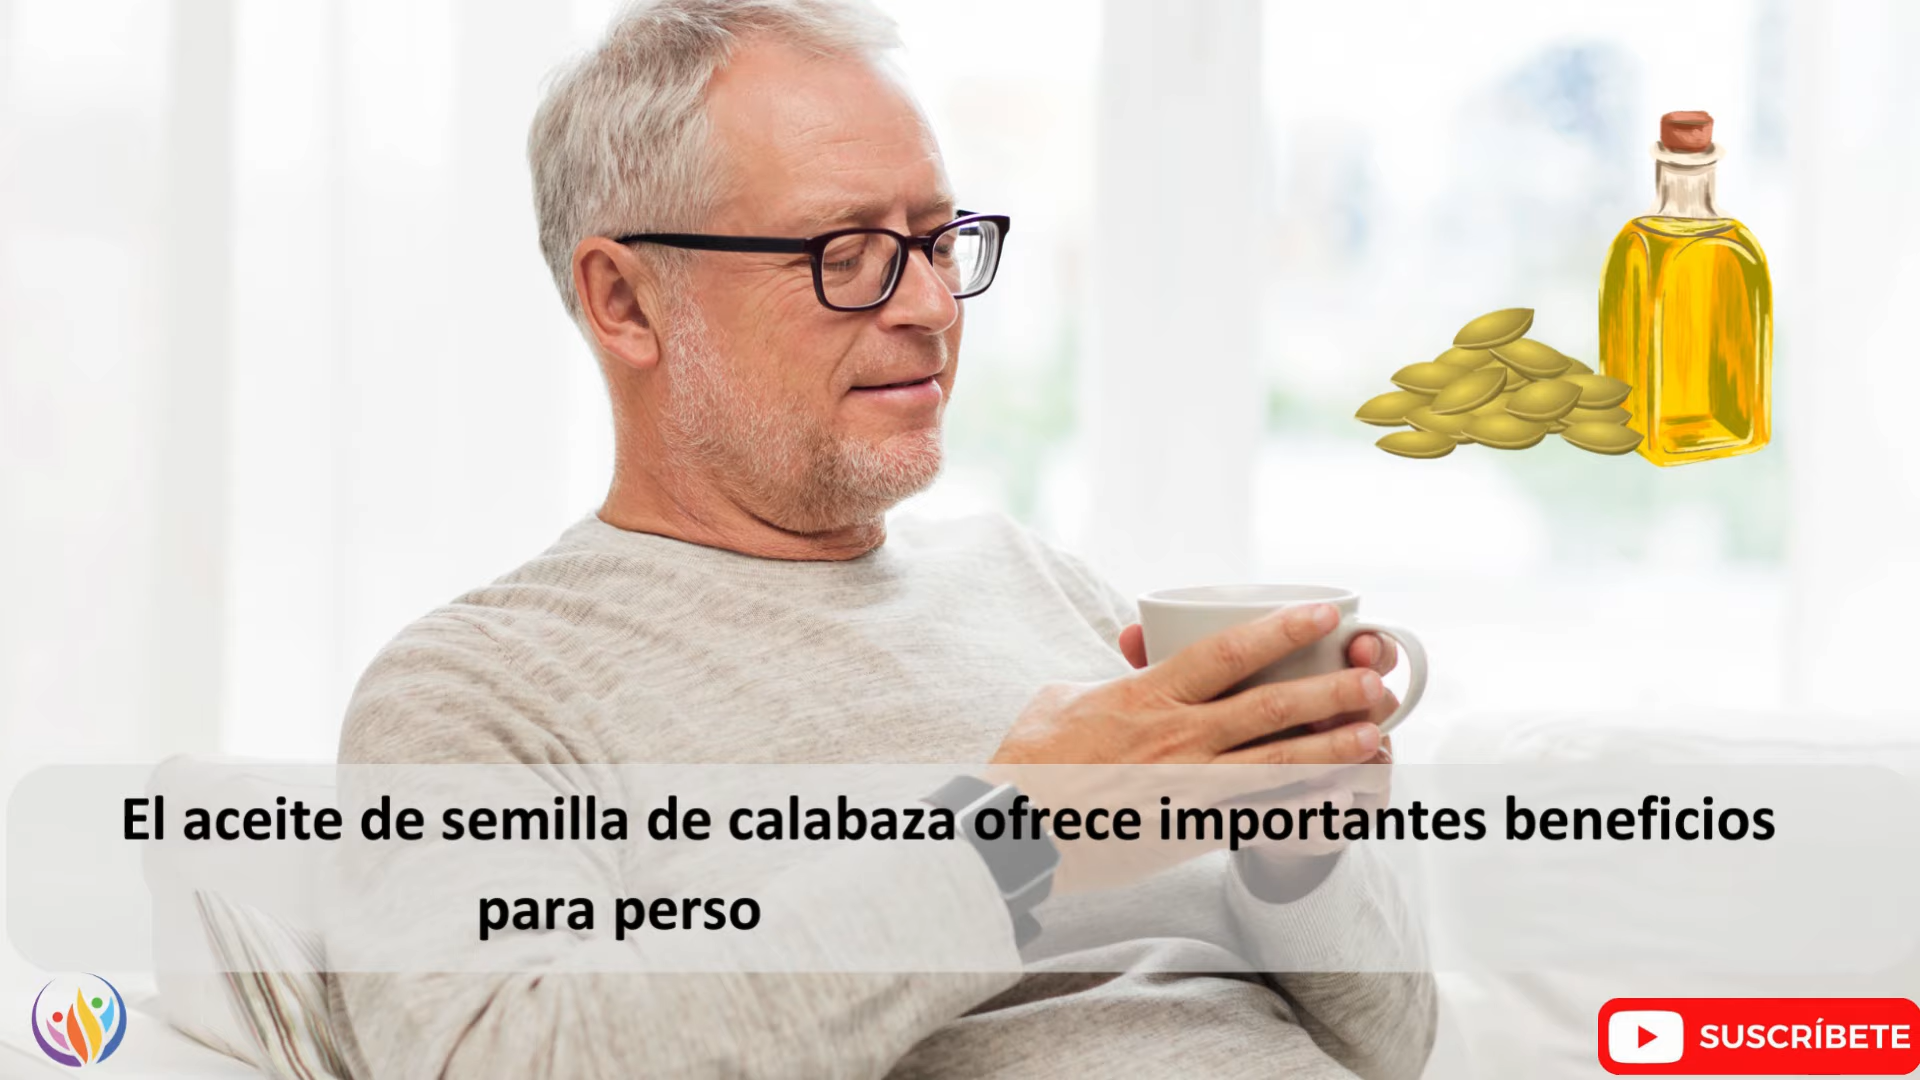 El aceite de semilla de calabaza ofrece importantes beneficios
para perso
SUSCRÍBETE